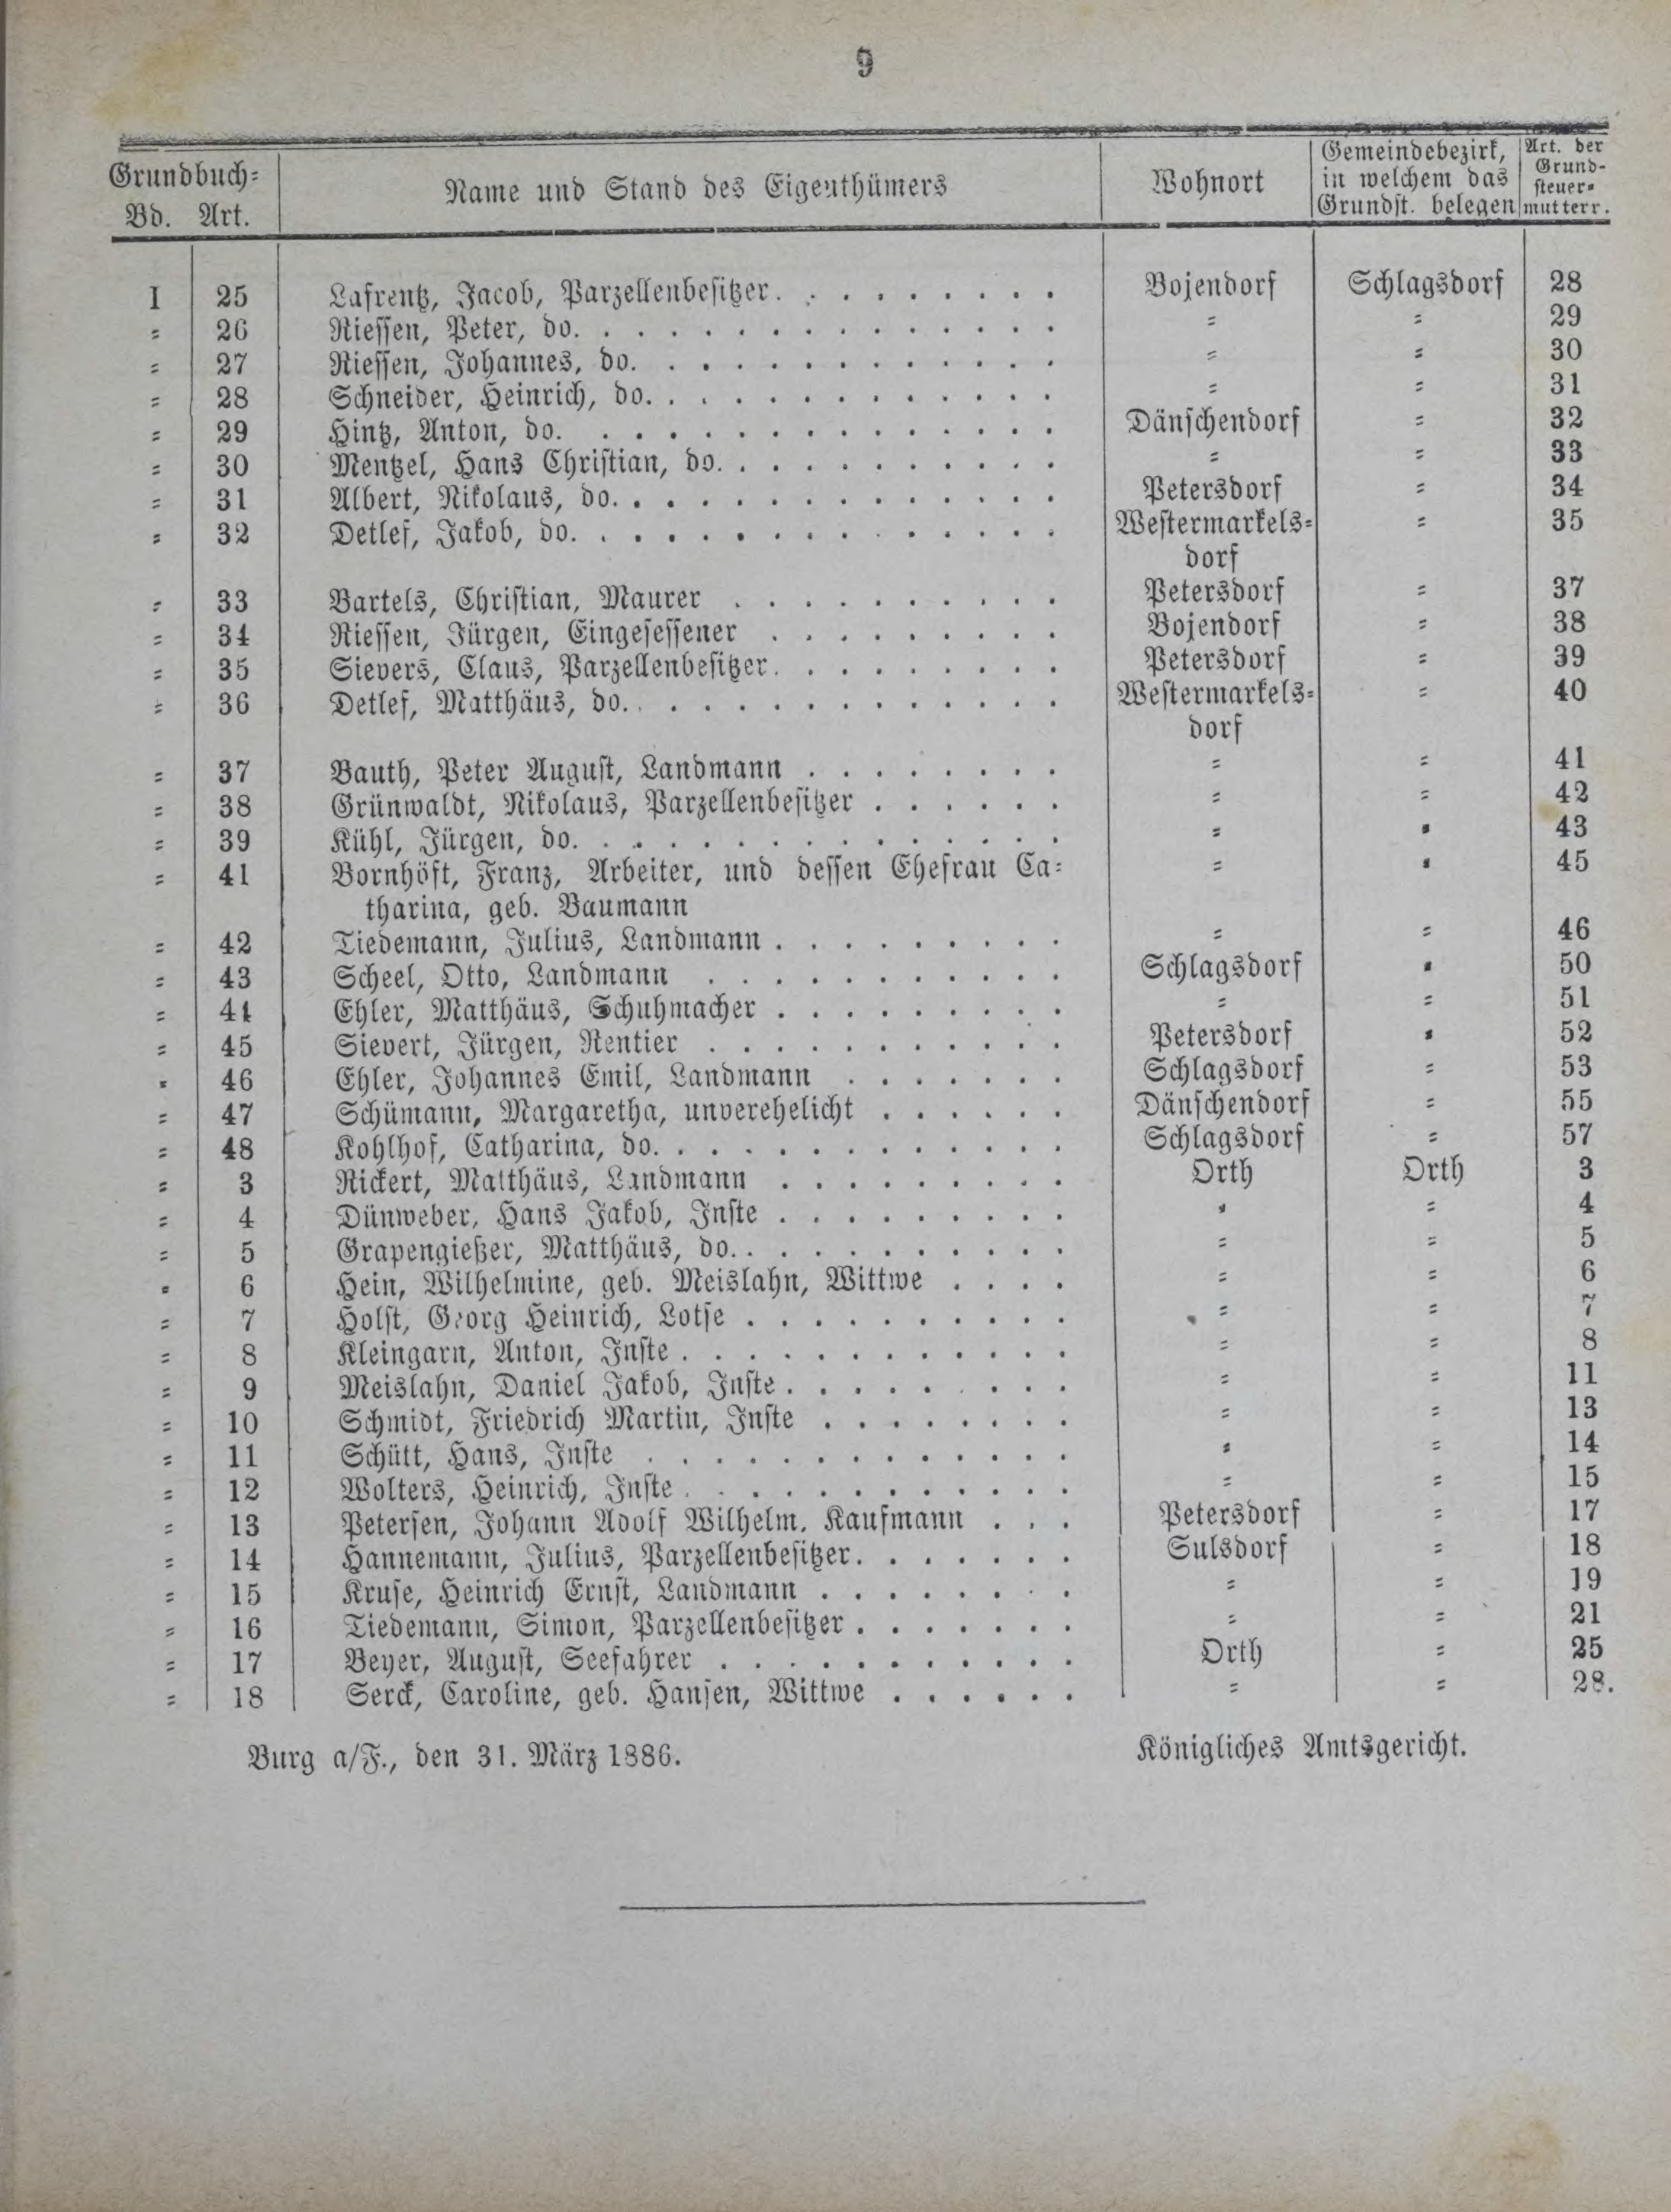 9
Grundbuch= Name und Stand des Eigenthümers Wohnort Gemeindebezirk, in welchem das Grundst. belegen Art. der Grund-steuer=mutterr.
Bd. Art.
I 25 Lafrentz, Jacob, Parzellenbesitzer. . . . . . . . . Bojendorf Schlagsdorf 28
= 26 Riessen, Peter, do. . . . . . . . . . . . . . . = = 29
= 27 Riessen, Johannes, do. . . . . . . . . . . . . = = 30
= 28 Schneider, Heinrich, do. . . . . . . . . . . . . = = 31
= 29 Hintz, Anton, do. . . . . . . . . . . . . . . Dänschendorf = 32
= 30 Mentzel, Hans Christian, do. . . . . . . . . . . = = 33
= 31 Albert, Nikolaus, do. . . . . . . . . . . . . . Petersdorf = 34
= 32 Detlef, Jakob, do. . . . . . . . . . . . . . . Westermarkels= = 35
dorf
= 33 Bartels, Christian, Maurer . . . . . . . . . . Petersdorf = 37
= 34 Riessen, Jürgen, Eingesessener . . . . . . . . . Bojendorf = 38
= 35 Sievers, Claus, Parzellenbesitzer. . . . . . . . . Petersdorf = 39
= 36 Detlef, Matthäus, do. . . . . . . . . . . . . . Westermarkels= = 40
dorf
= 37 Bauth, Peter August, Landmann . . . . . . . . = = 41
= 38 Grünwaldt, Nikolaus, Parzellenbesitzer . . . . . . = = 42
= 39 Kühl, Jürgen, do. . . . . . . . . . . . . . . = = 43
= 41 Bornhöft, Franz, Arbeiter, und dessen Ehefrau Ca= = = 45
tharina, geb. Baumann
= 42 Tiedemann, Julius, Landmann . . . . . . . . . = = 46
= 43 Scheel, Otto, Landmann . . . . . . . . . . . Schlagsdorf = 50
= 44 Ehler, Matthäus, Schuhmacher . . . . . . . . . = = 51
= 45 Sievert, Jürgen, Rentier . . . . . . . . . . . Petersdorf = 52
= 46 Ehler, Johannes Emil, Landmann . . . . . . . Schlagsdorf = 53
= 47 Schümann, Margaretha, unverehelicht . . . . . . Dänschendorf = 55
= 48 Kohlhof, Catharina, do. . . . . . . . . . . . . Schlagsdorf = 57
= 3 Rickert, Matthäus, Landmann . . . . . . . . . Orth Orth 3
= 4 Dünweber, Hans Jakob, Inste . . . . . . . . . = = 4
= 5 Grapengießer, Matthäus, do. . . . . . . . . . . = = 5
= 6 Hein, Wilhelmine, geb. Meislahn, Wittwe . . . . = = 6
= 7 Holst, Georg Heinrich, Lotse . . . . . . . . . . = = 7
= 8 Kleingarn, Anton, Inste . . . . . . . . . . . . = = 8
= 9 Meislahn, Daniel Jakob, Inste . . . . . . . . . = = 11
= 10 Schmidt, Friedrich Martin, Inste . . . . . . . . = = 13
= 11 Schütt, Hans, Inste . . . . . . . . . . . . . = = 14
= 12 Wolters, Heinrich, Inste . . . . . . . . . . . . = = 15
= 13 Petersen, Johann Adolf Wilhelm, Kaufmann . . . Petersdorf = 17
= 14 Hannemann, Julius, Parzellenbesitzer. . . . . . . Sulsdorf = 18
= 15 Kruse, Heinrich Ernst, Landmann . . . . . . . . = = 19
= 16 Tiedemann, Simon, Parzellenbesitzer . . . . . . . = = 21
= 17 Beyer, August, Seefahrer . . . . . . . . . . . Orth = 25
= 18 Serck, Caroline, geb. Hansen, Wittwe . . . . . . = = 28.
Burg a/F., den 31. März 1886. Königliches Amtsgericht.